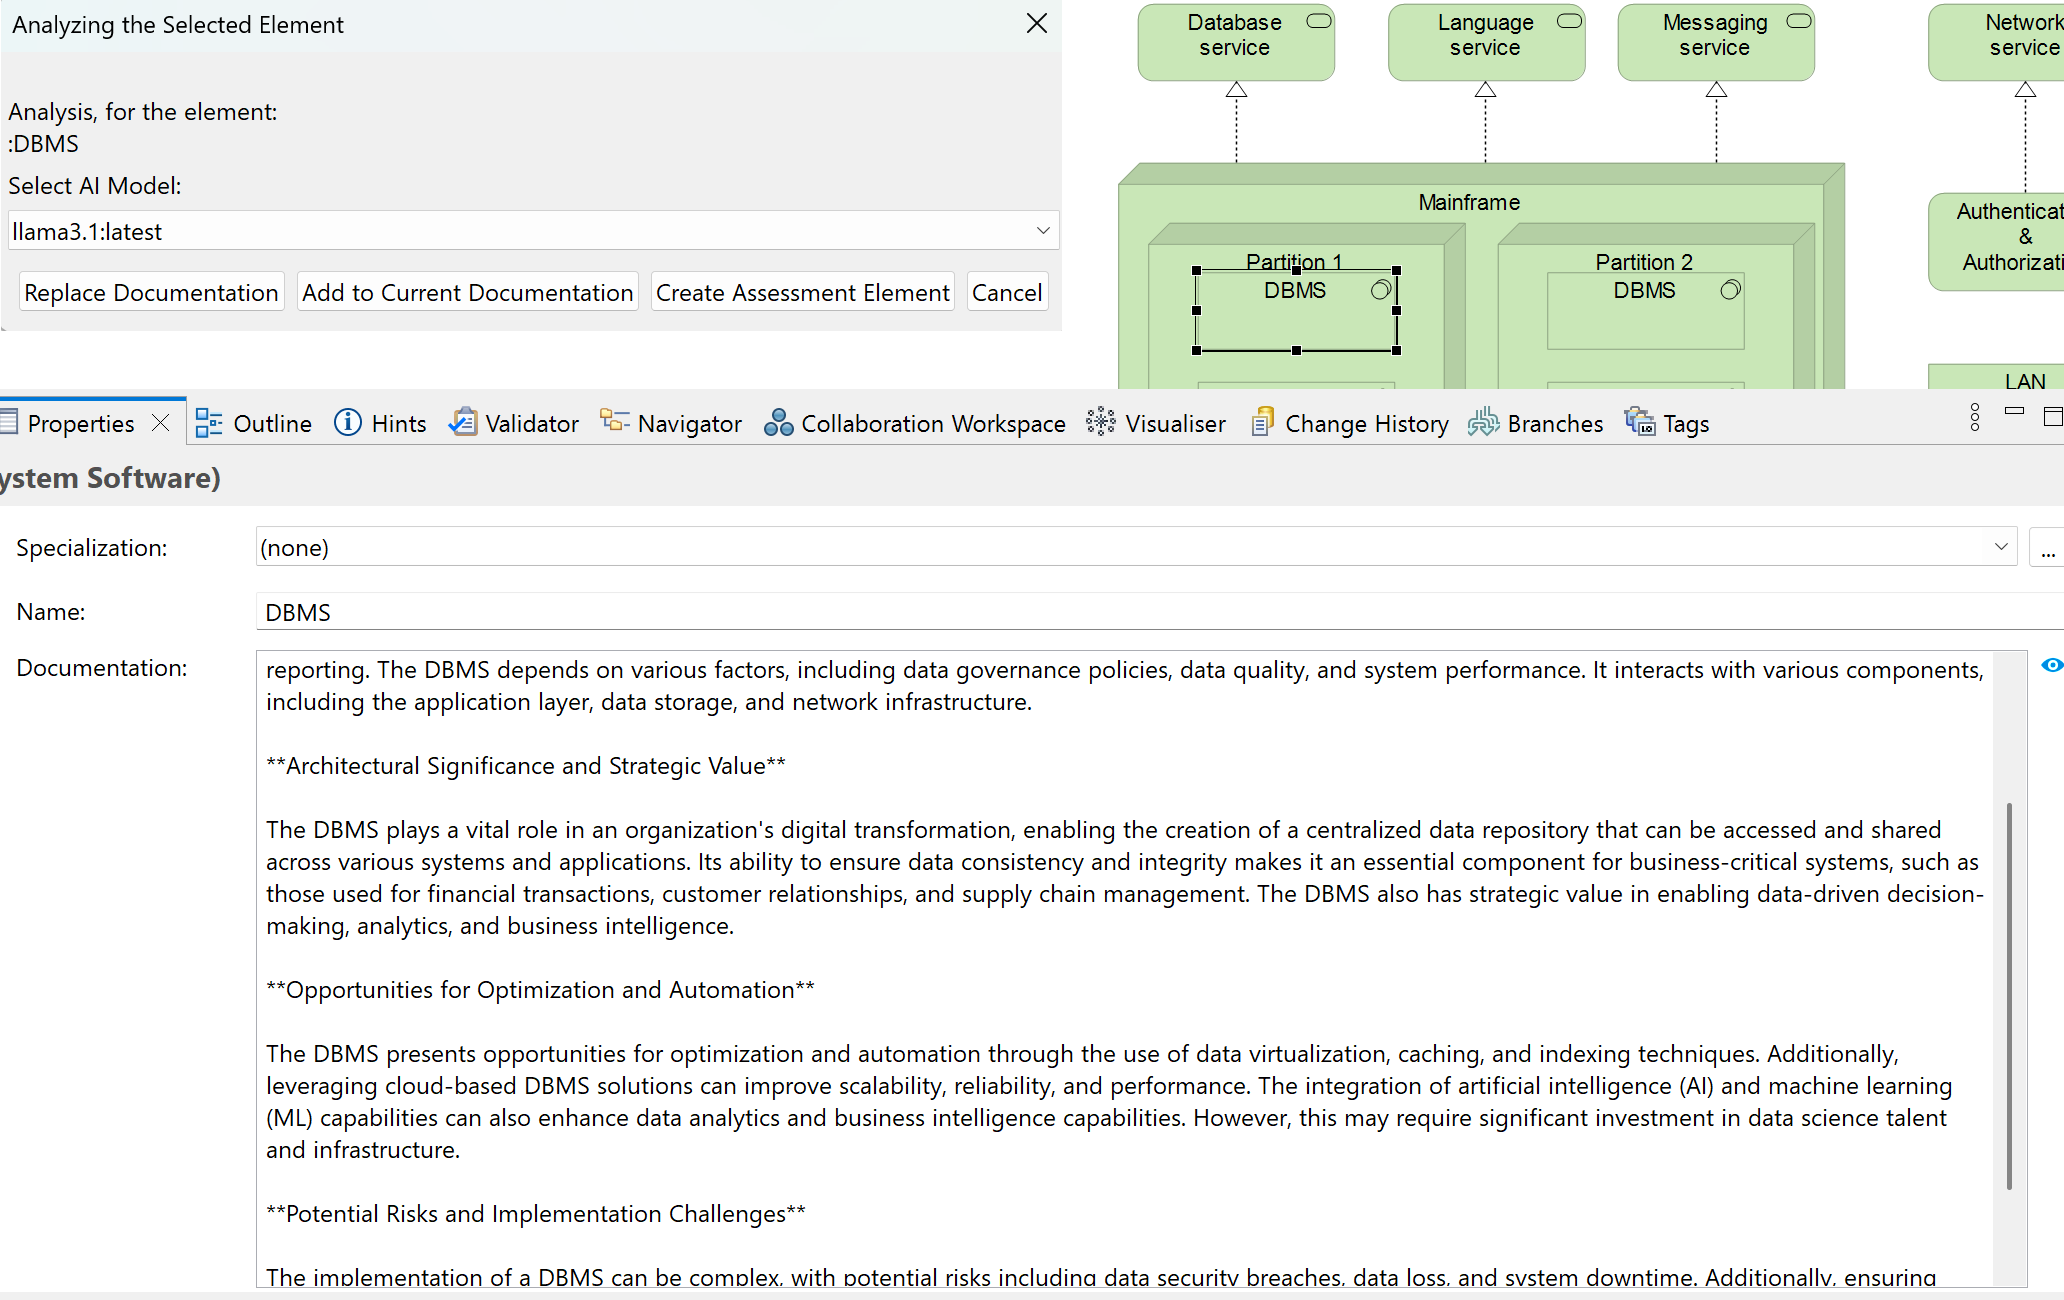 Analyzing the Selected Element
Analysis, for the element:
:DBMS
Select AI Model:
llama3.1:latest
Replace Documentation
Add to Current Documentation
Create Assessment Element
Cancel
Database
service
Language
service
Messaging
service
Network
service
Mainframe
Partition 1
DBMS
Partition 2
DBMS
&
LAN
Properties
Outline
Hints
Validator
Navigator
Collaboration Workspace
Visualiser
Change History
Branches
Tags
Software)
Specialization:
(none)
...
Name:
DBMS
Documentation:
reporting. The DBMS depends on various factors, including data governance policies, data quality, and system performance. It interacts with various components,
including the application layer, data storage, and network infrastructure.
**Architectural Significance and Strategic Value**
The DBMS plays a vital role in an organization's digital transformation, enabling the creation of a centralized data repository that can be accessed and shared
across various systems and applications. Its ability to ensure data consistency and integrity makes it an essential component for business-critical systems, such as
those used for financial transactions, customer relationships, and supply chain management. The DBMS also has strategic value in enabling data-driven decision-
making, analytics, and business intelligence.
**Opportunities for Optimization and Automation**
The DBMS presents opportunities for optimization and automation through the use of data virtualization, caching, and indexing techniques. Additionally,
leveraging cloud-based DBMS solutions can improve scalability, reliability, and performance. The integration of artificial intelligence (AI) and machine learning
(ML) capabilities can also enhance data analytics and business intelligence capabilities. However, this may require significant investment in data science talent
and infrastructure.
**Potential Risks and Implementation Challenges**
The implementation of a DBMS can be complex, with potential risks including data security breaches, data loss, and system downtime. Additionally, ensuring